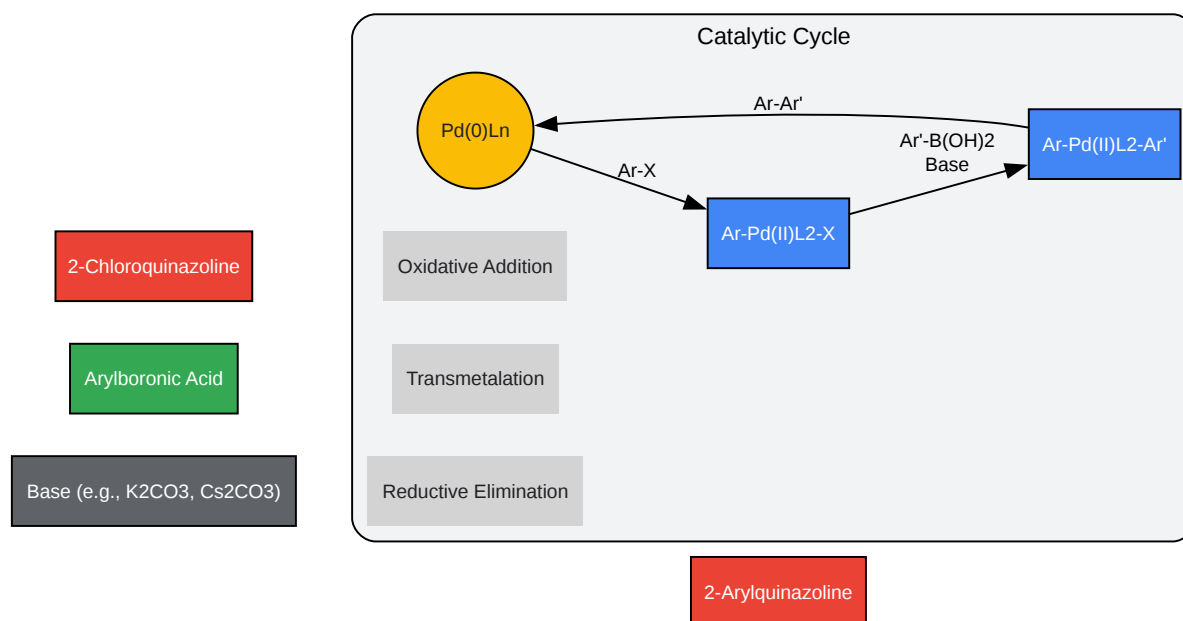 Catalytic Cycle
Pd(0)Ln
Ar-Ar'
Ar-X
Ar'-B(OH)2
Base
Ar-Pd(II)L2-Ar'
Ar-Pd(II)L2-X
2-Chloroquinazoline
Oxidative Addition
Arylboronic Acid
Transmetalation
Base (e.g., K2CO3, Cs2CO3)
Reductive Elimination
2-Arylquinazoline